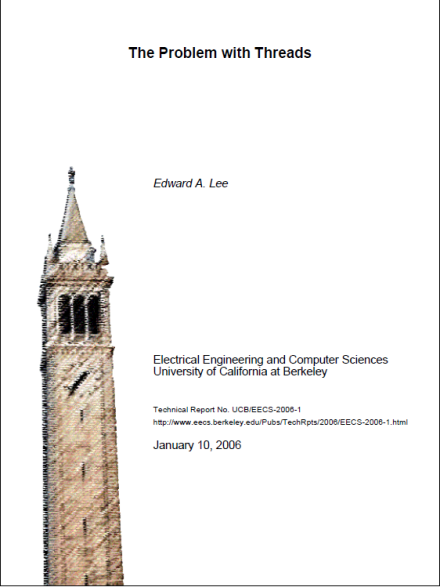 The Problem with Threads
Edward A. Lee
Electrical Engineering and Computer Sciences
University of California at Berkeley
Technical Report No. UCB/EECS-2006-1
http://www.eecs.berkeley.edu/Pubs/TechRpts/2006/EECS-2006-1.html
January 10, 2006